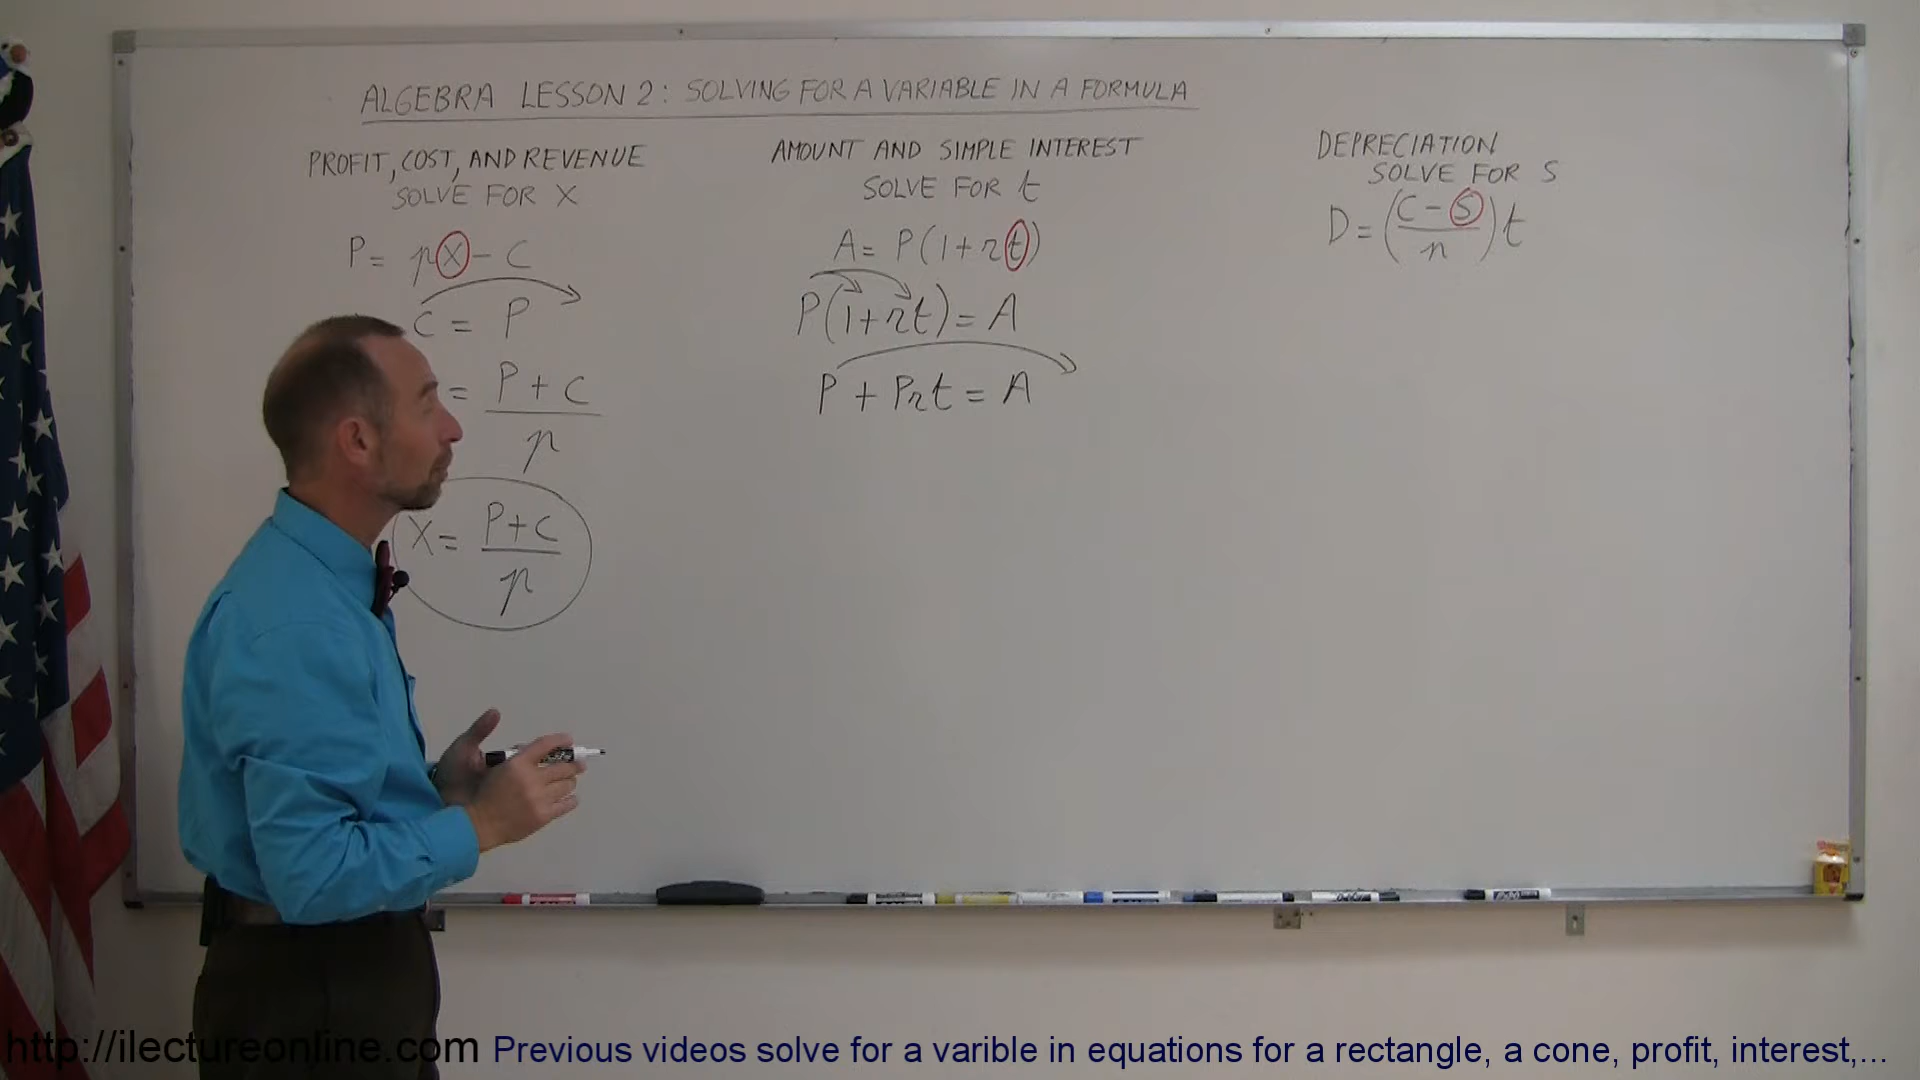 ALGEBRA LESSON 2: SOLVING FOR A VARIABLE IN A FORMULA
PROFIT, COST, AND REVENUE
SOLVE FOR X
P = pX - C
C = P
= P + C / p
X = P+C / p
AMOUNT AND SIMPLE INTEREST
SOLVE FOR t
A = P(1 + rt)
P(1 + rt) = A
P + Prt = A
DEPRECIATION
SOLVE FOR S
D = (C - S / n) t
http://ilectureonline.com Previous videos solve for a varible in equations for a rectangle, a cone, profit, interest,...